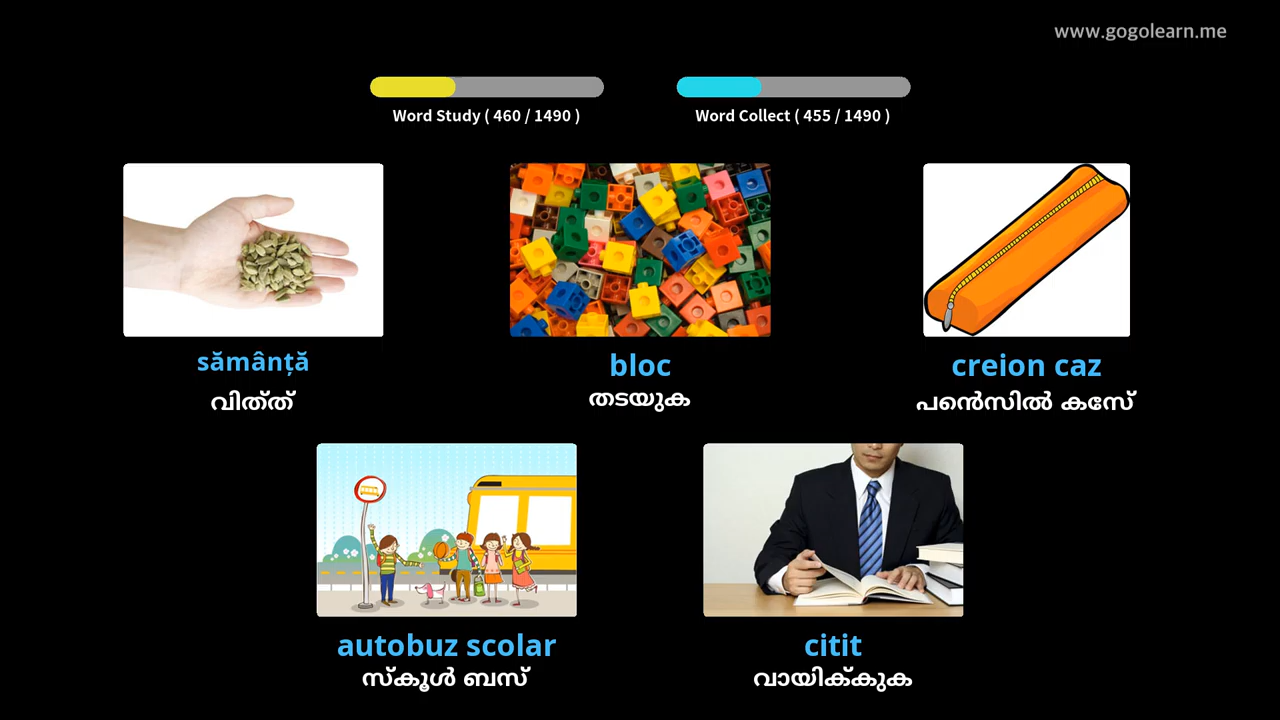 www.gogolearn.me
Word Study ( 460 / 1490 )
Word Collect ( 455 / 1490 )
sămânță
വിത്ത്
bloc
തടയുക
creion caz
പൻെസിൽ കസേ്
autobuz scolar
സ്കൂൾ ബസ്
citit
വായിക്കുക